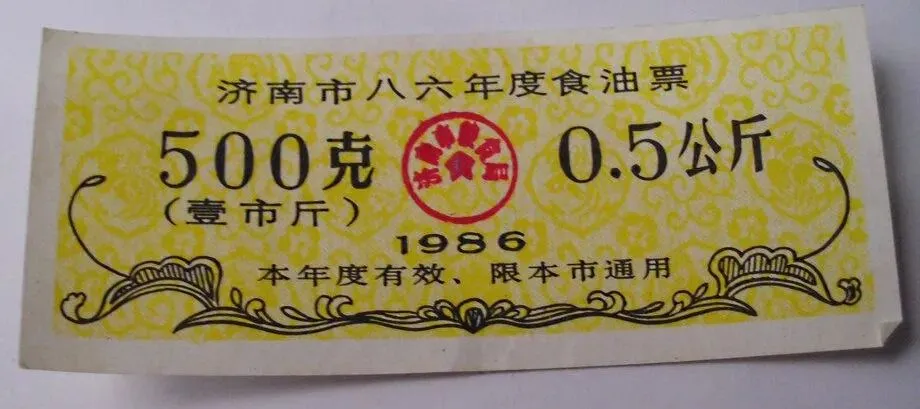 济南市八六年度食油票
500克 0.5公斤
（壹市斤）
1986
本年度有效、限本市通用